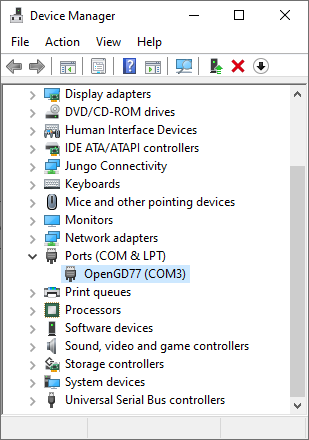 Device Manager
File Action View Help
Display adapters
DVD/CD-ROM drives
Human Interface Devices
IDE ATA/ATAPI controllers
Jungo Connectivity
Keyboards
Mice and other pointing devices
Monitors
Network adapters
Ports (COM & LPT)
OpenGD77 (COM3)
Print queues
Processors
Software devices
Sound, video and game controllers
Storage controllers
System devices
Universal Serial Bus controllers